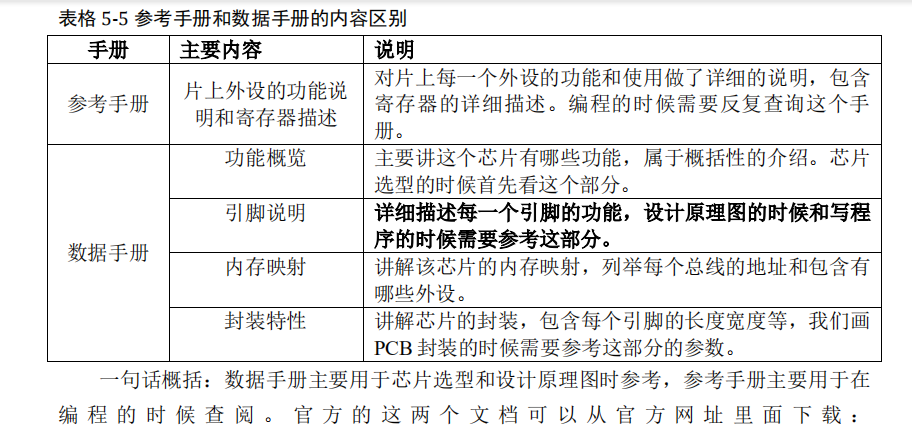 表格 5-5 参考手册和数据手册的内容区别
手册 主要内容 说明
参考手册
片上外设的功能说
明和寄存器描述
对片上每一个外设的功能和使用做了详细的说明，包含
寄存器的详细描述。编程的时候需要反复查询这个手
册。
数据手册
功能概览
主要讲这个芯片有哪些功能，属于概括性的介绍。芯片
选型的时候首先看这个部分。
引脚说明
详细描述每一个引脚的功能，设计原理图的时候和写程
序的时候需要参考这部分。
内存映射
讲解该芯片的内存映射，列举每个总线的地址和包含有
哪些外设。
封装特性
讲解芯片的封装，包含每个引脚的长度宽度等，我们画
PCB 封装的时候需要参考这部分的参数。
一句话概括：数据手册主要用于芯片选型和设计原理图时参考，参考手册主要用于在
编程的时候查阅。官方的这两个文档可以从官方网址里面下载：